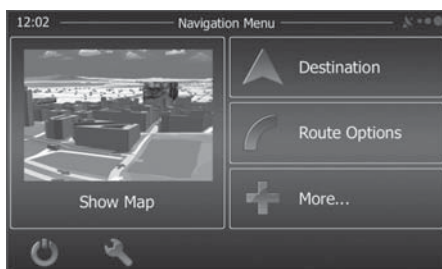 12:02
Navigation Menu
Destination
Route Options
Show Map
More...